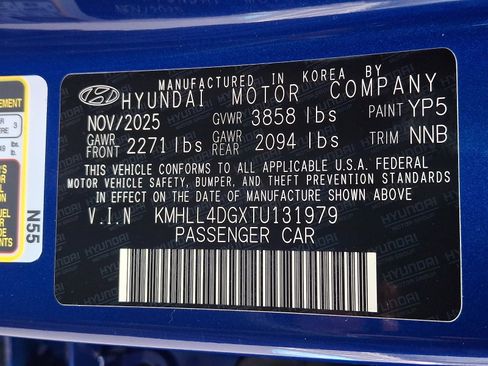 MANUFACTURED IN KOREA BY
HYUNDAI MOTOR COMPANY
NOV/2025 GVWR 3858 lbs PAINT YP5
GAWR FRONT 2271 lbs GAWR REAR 2094 lbs TRIM NNB
THIS VEHICLE CONFORMS TO ALL APPLICABLE U.S.A. FEDERAL
MOTOR VEHICLE SAFETY, BUMPER, AND THEFT PREVENTION STANDARDS
IN EFFECT ON THE DATE OF MANUFACTURE SHOWN ABOVE.
V.I.N KMHLL4DGXTU131979
PASSENGER CAR
N55